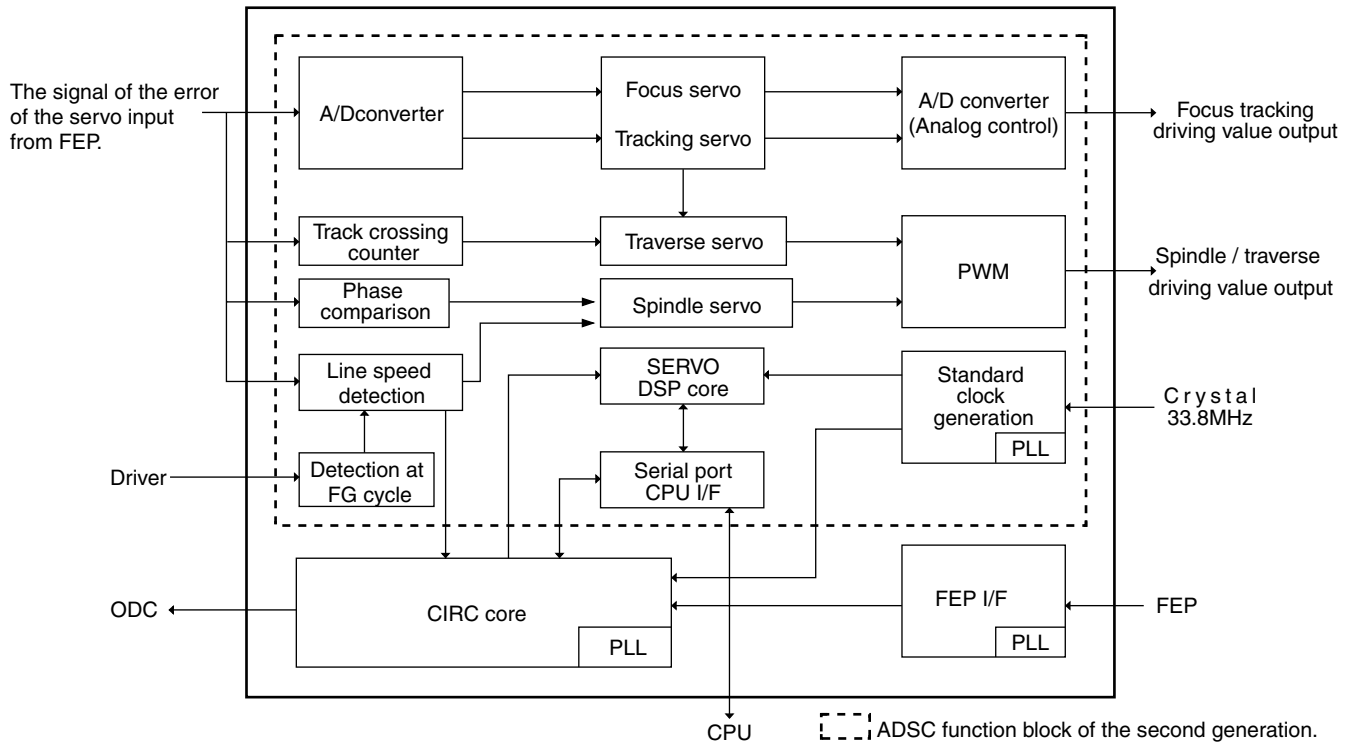 The signal of the error
of the servo input
from FEP.
A/Dconverter
Focus servo
Tracking servo
A/D converter
(Analog control)
Focus tracking
driving value output
Track crossing
counter
Traverse servo
PWM
Spindle / traverse
driving value output
Phase
comparison
Spindle servo
Line speed
detection
SERVO
DSP core
Standard
clock
generation
PLL
Crystal
33.8MHz
Driver
Detection at
FG cycle
Serial port
CPU I/F
ODC
CIRC core
PLL
FEP I/F
PLL
FEP
CPU
ADSC function block of the second generation.